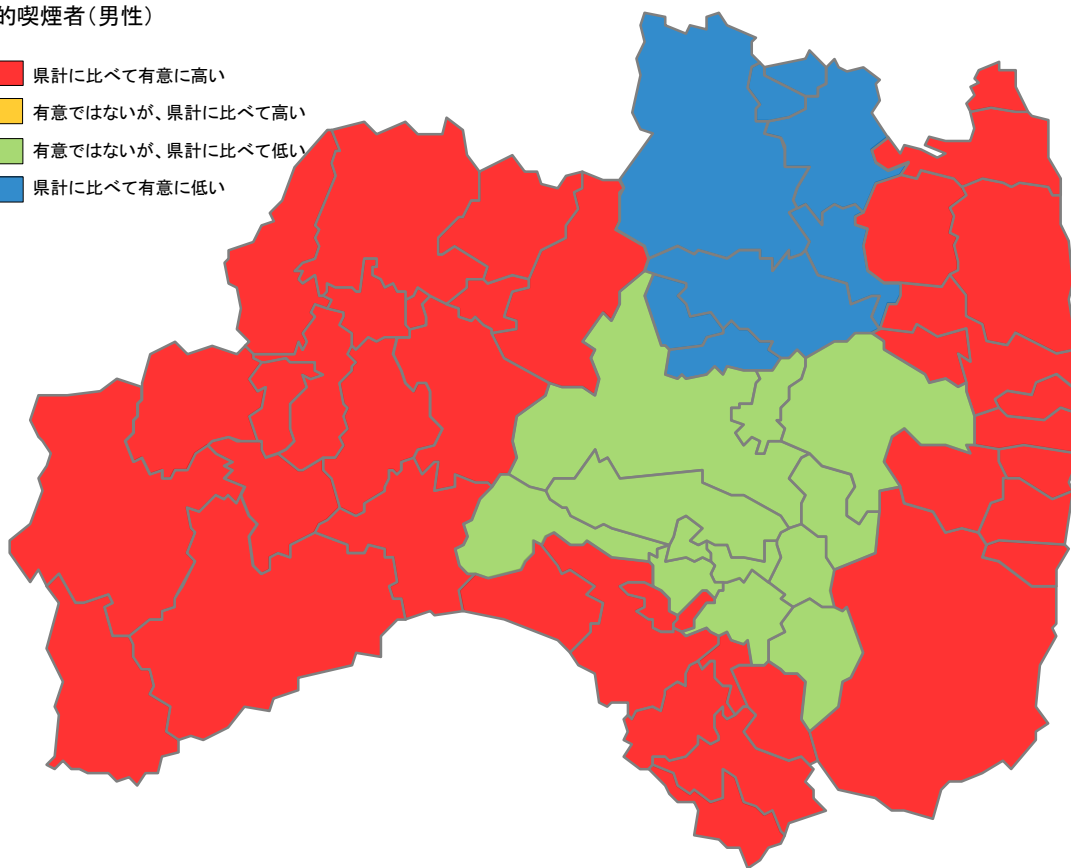 的喫煙者（男性）
県計に比べて有意に高い
有意ではないが、県計に比べて高い
有意ではないが、県計に比べて低い
県計に比べて有意に低い